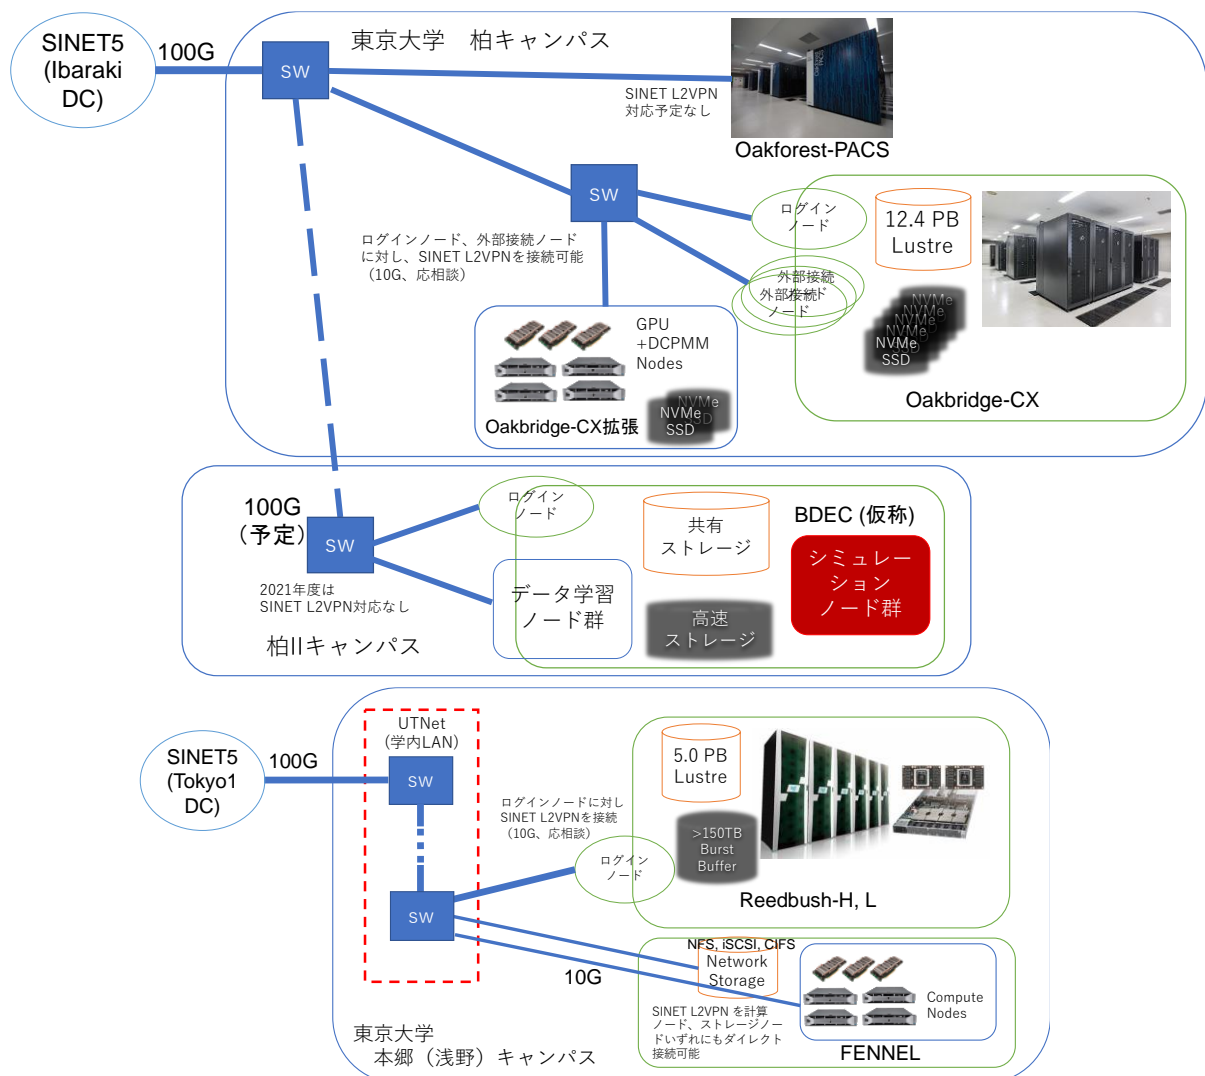 SINET5
(Ibaraki
DC)
100G
SW
東京大学　柏キャンパス
SINET L2VPN
対応予定なし
Oakforest-PACS
SW
ログイン
ノード
12.4 PB
Lustre
ログインノード、外部接続ノード
に対し、SINET L2VPNを接続可能
（10G、応相談）
外部接続
外部接続
ノード
GPU
+DCPMM
Nodes
NVMe
SSD
NVMe
SSD
Oakbridge-CX拡張
NVMe
NVMe
NVMe
NVMe
NVMe
SSD
Oakbridge-CX
100G
（予定）
SW
ログイン
ノード
共有
ストレージ
BDEC (仮称)
シミュレー
ション
ノード群
2021年度は
SINET L2VPN対応なし
データ学習
ノード群
高速
ストレージ
柏IIキャンパス
SINET5
(Tokyo1
DC)
100G
UTNet
(学内LAN)
SW
SW
ログインノードに対し
SINET L2VPNを接続
（10G、応相談）
ログイン
ノード
5.0 PB
Lustre
>150TB
Burst
Buffer
Reedbush-H, L
10G
NFS, iSCSI, CIFS
Network
Storage
SINET L2VPN を計算
ノード、ストレージノー
ドいずれにもダイレクト
接続可能
Compute
Nodes
FENNEL
東京大学
本郷（浅野）キャンパス